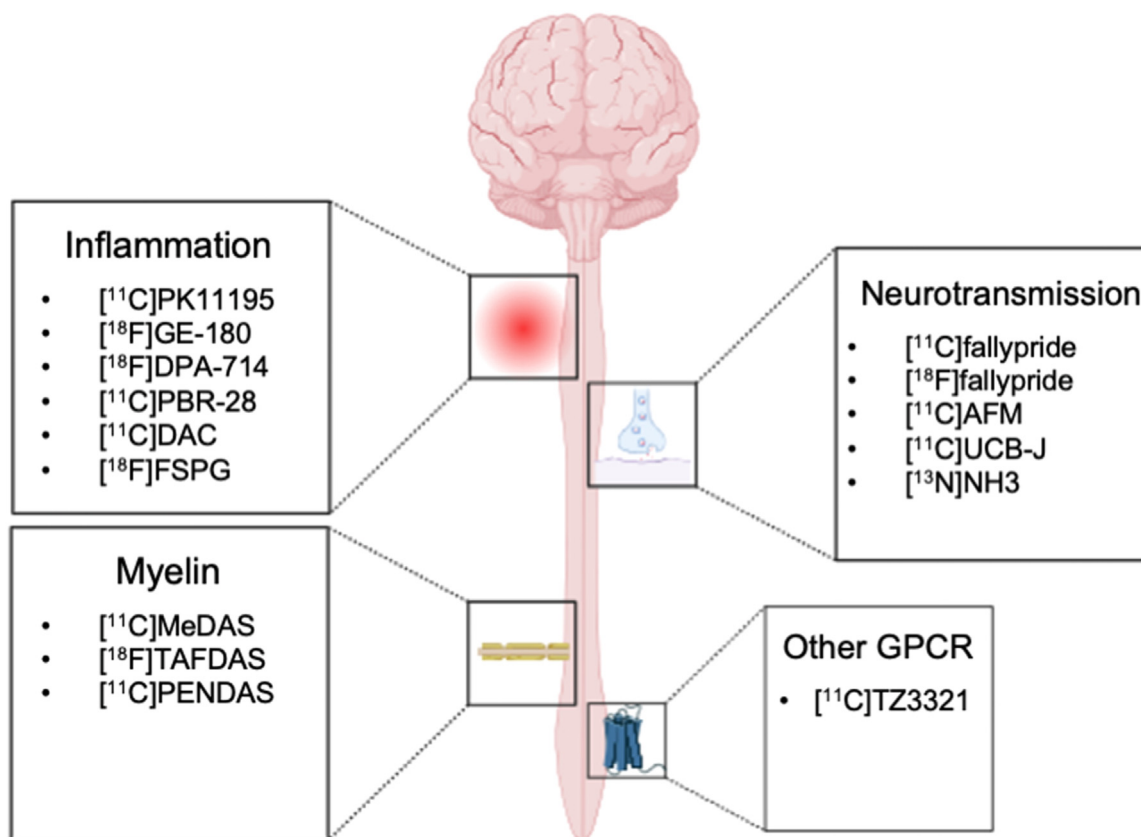 Inflammation
• [¹¹C]PK11195
• [¹⁸F]GE-180
• [¹⁸F]DPA-714
• [¹¹C]PBR-28
• [¹¹C]DAC
• [¹⁸F]FSPG
Myelin
• [¹¹C]MeDAS
• [¹⁸F]TAFDAS
• [¹¹C]PENDAS
Neurotransmission
• [¹¹C]fallypride
• [¹⁸F]fallypride
• [¹¹C]AFM
• [¹¹C]UCB-J
• [¹³N]NH3
Other GPCR
• [¹¹C]TZ3321